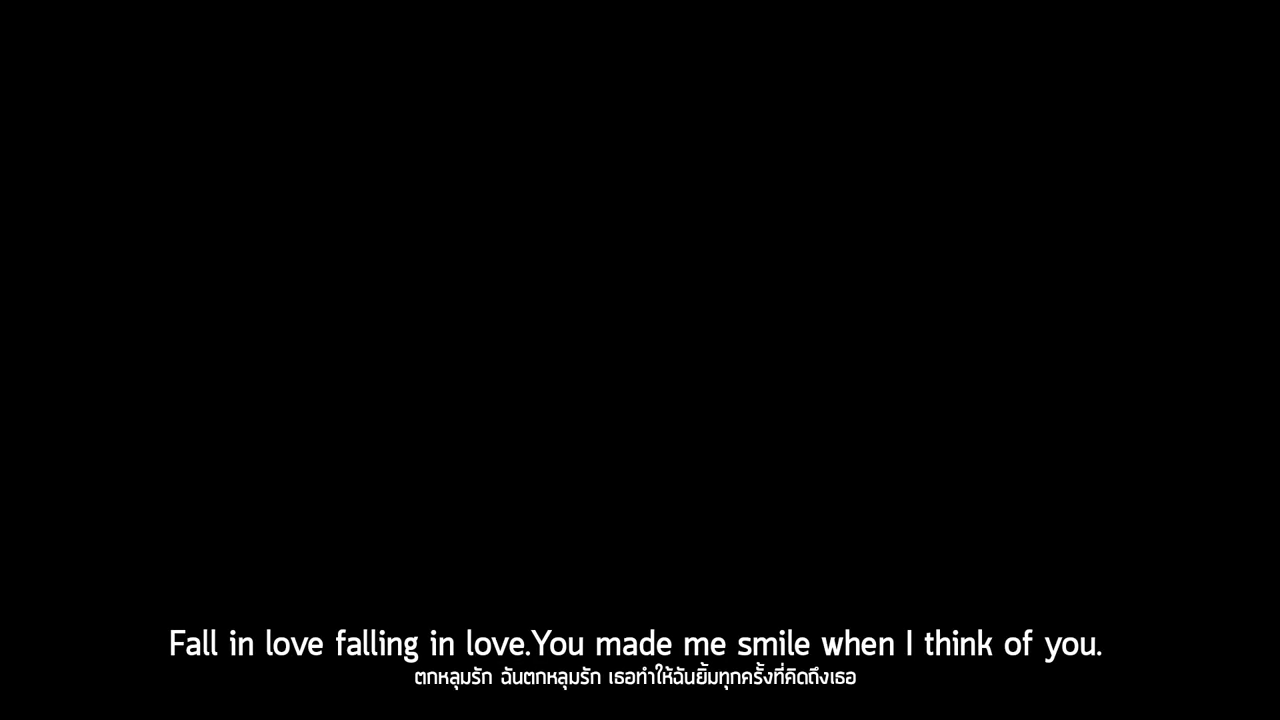 Fall in love falling in love.You made me smile when I think of you.
ตกหลุมรัก ฉันตกหลุมรัก เธอทำให้ฉันยิ้มทุกครั้งที่คิดถึงเธอ